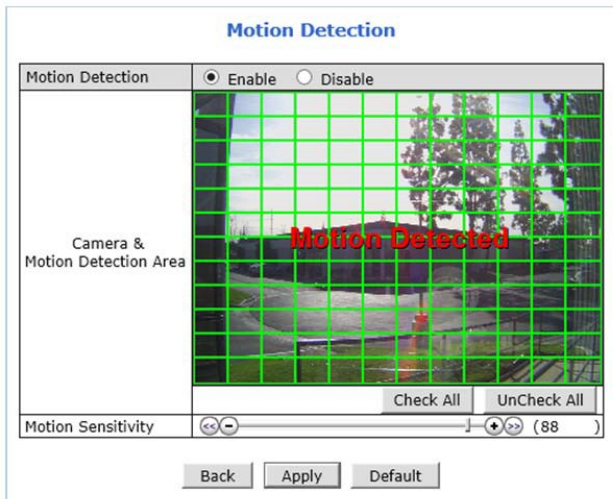 Motion Detection
Motion Detection Enable Disable
Camera &
Motion Detection Area
Motion Detected
Check All UnCheck All
Motion Sensitivity << - + >> (88 )
Back Apply Default